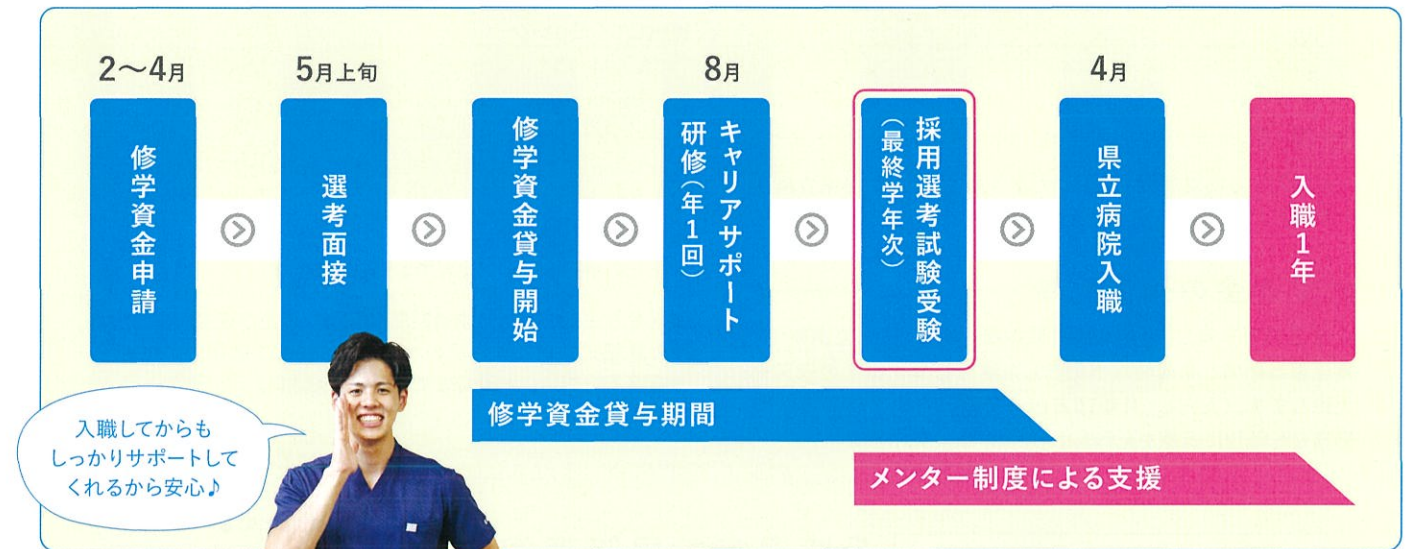 2～4月
修学資金申請
5月上旬
選考面接
修学資金貸与開始
8月
キャリアサポート
研修（年1回）
採用選考試験受験
（最終学年次）
4月
県立病院入職
入職1年
修学資金貸与期間
メンター制度による支援
入職してからも
しっかりサポートして
くれるから安心♪